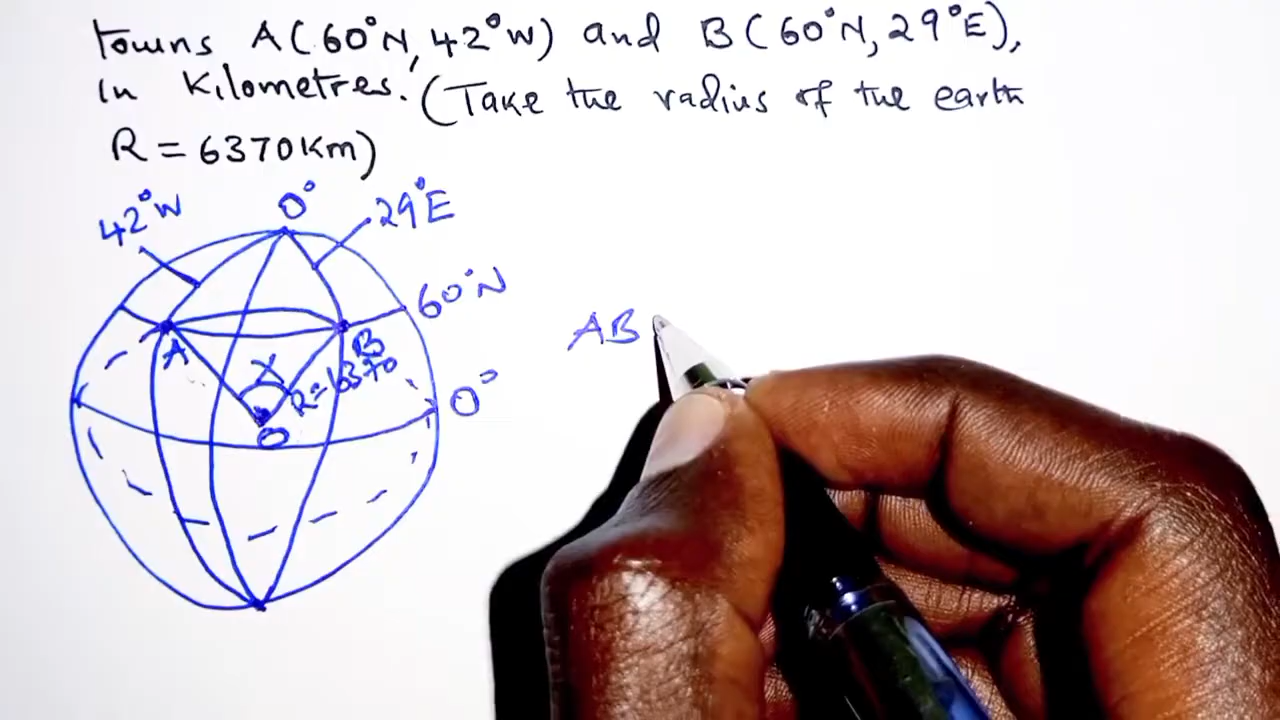 towns A(60°N, 42°W) and B(60°N, 29°E),
in Kilometres. (Take the radius of the earth
R = 6370Km)
0°
42°W
29°E
60°N
A
B
X
R=6370
O
0°
AB